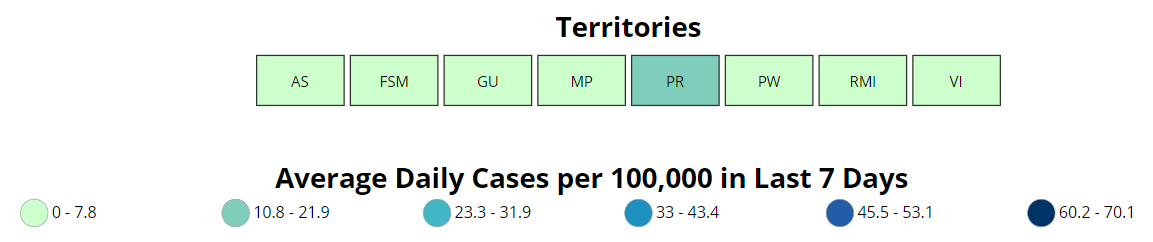 Territories
AS FSM GU MP PR PW RMI VI
Average Daily Cases per 100,000 in Last 7 Days
0 - 7.8 10.8 - 21.9 23.3 - 31.9 33 - 43.4 45.5 - 53.1 60.2 - 70.1